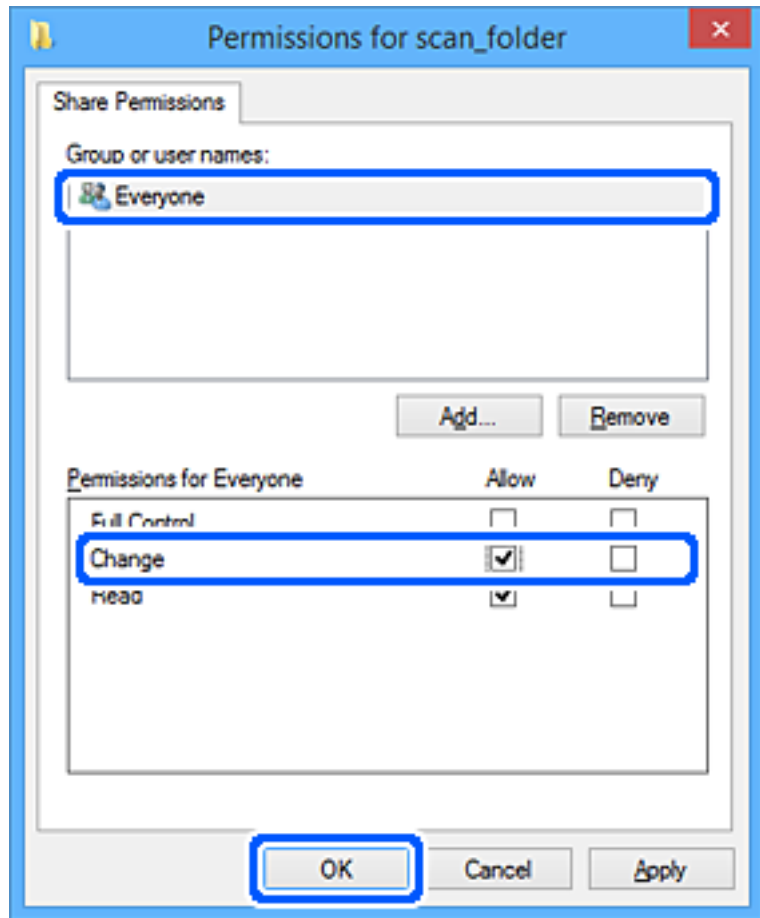 Permissions for scan_folder
Share Permissions
Group or user names:
Everyone
Add... Remove
Permissions for Everyone Allow Deny
Full Control
Change
Read
OK Cancel Apply